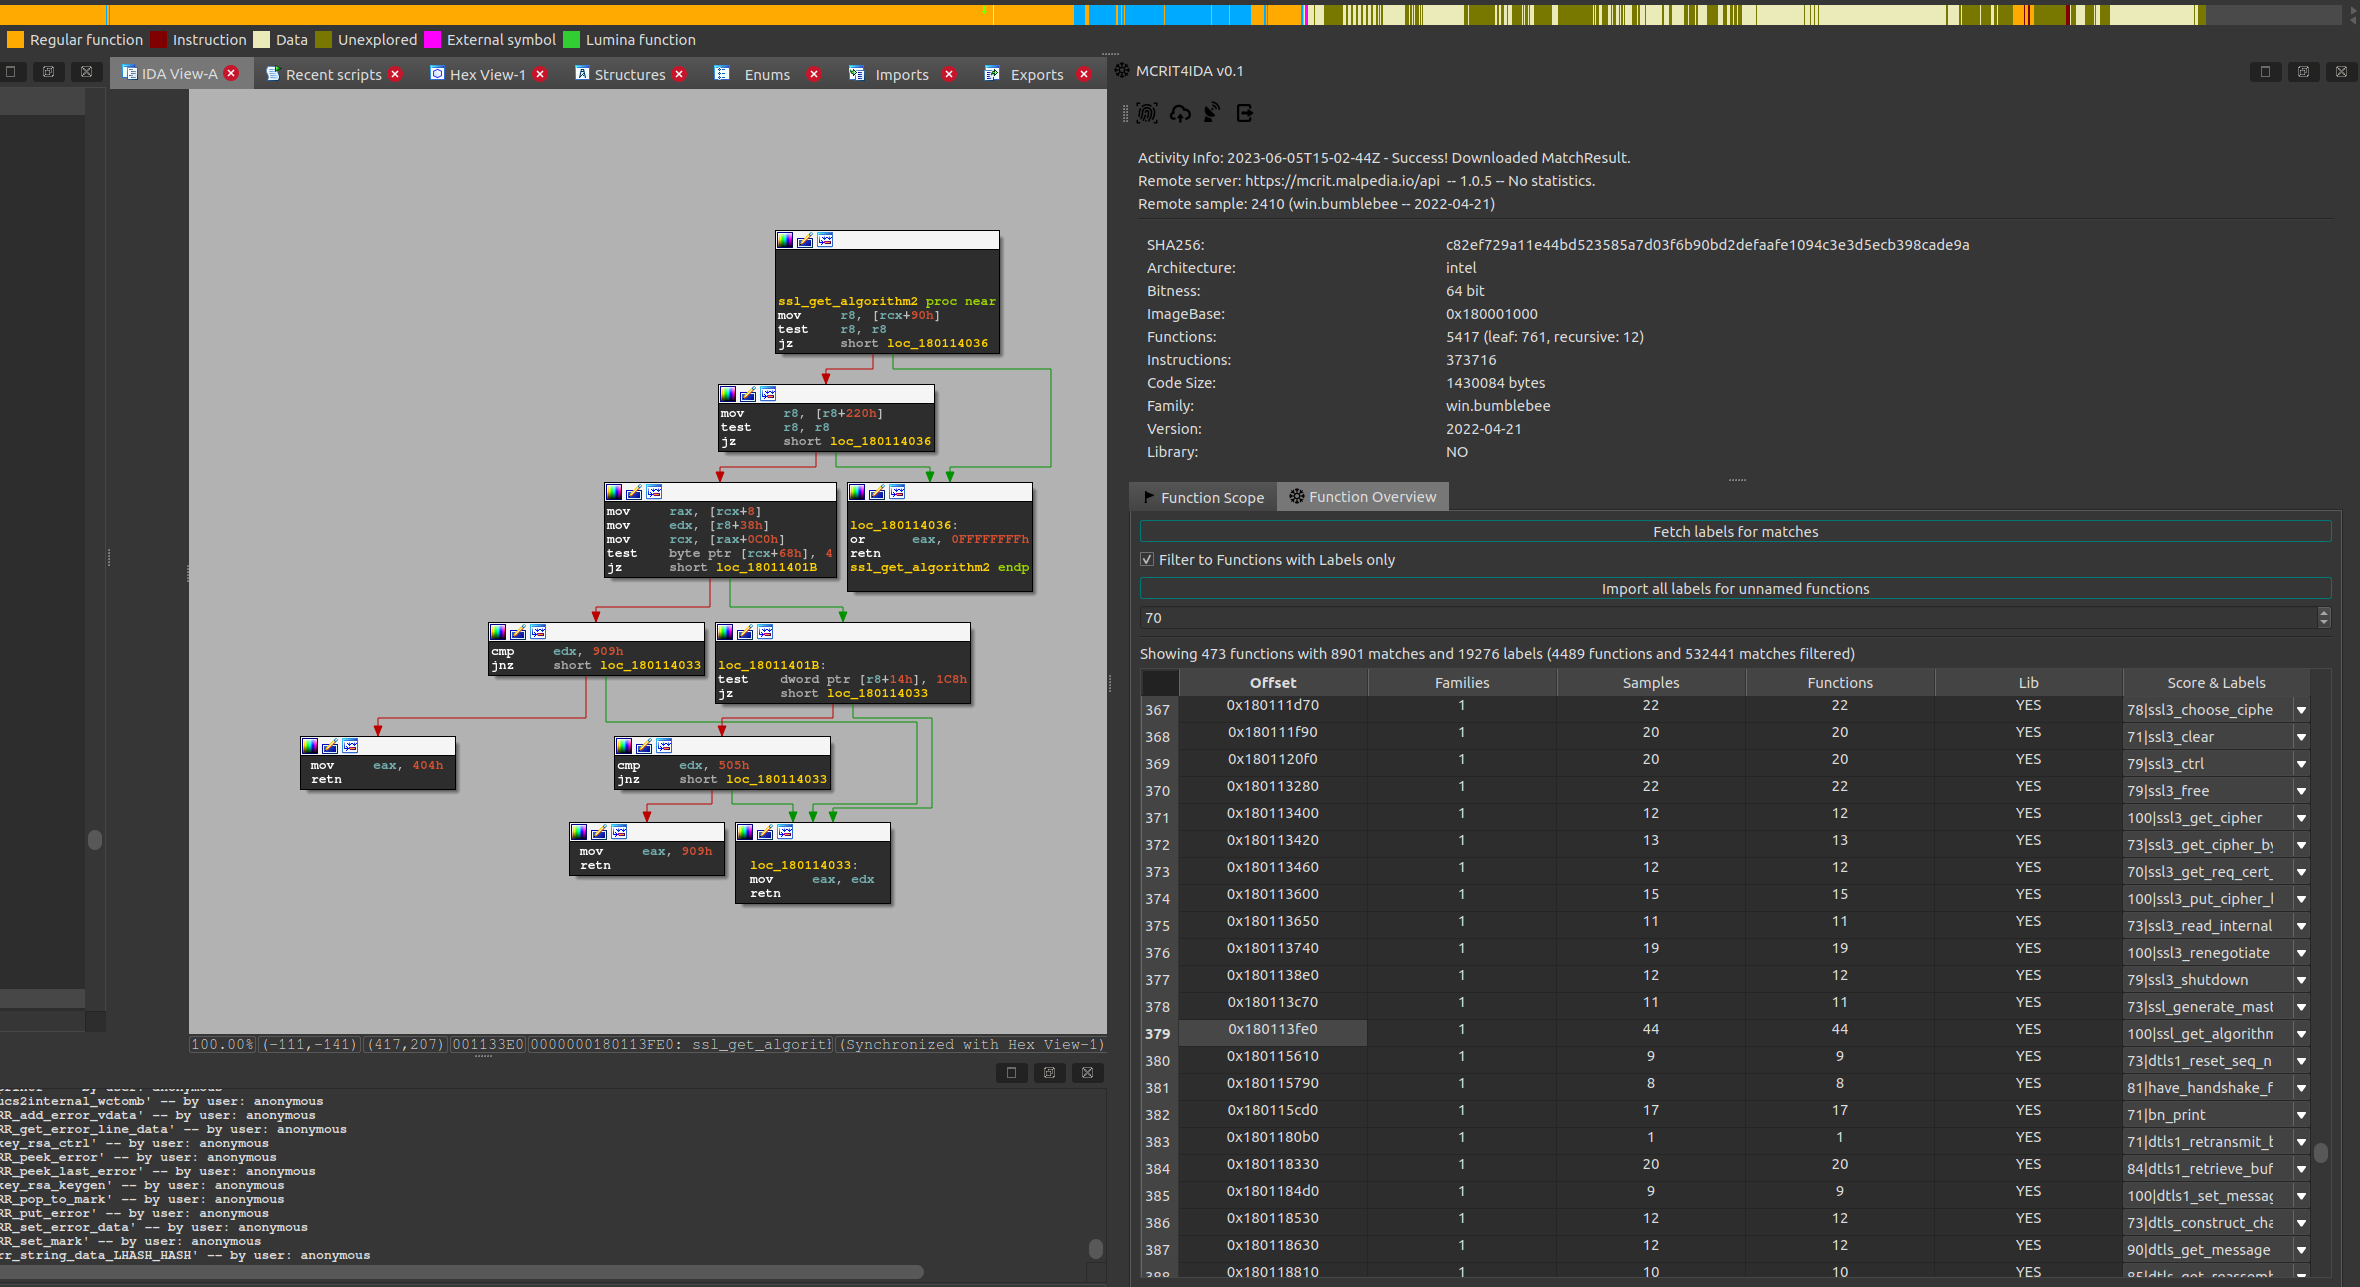 Regular function Instruction Data Unexplored External symbol Lumina function
IDA View-A Recent scripts Hex View-1 Structures Enums Imports Exports
ssl_get_algorithm2 proc near
mov r8, [rcx+90h]
test r8, r8
jz short loc_180114036
mov r8, [r8+220h]
test r8, r8
jz short loc_180114036
mov rax, [rcx+8]
mov edx, [r8+38h]
mov rcx, [rax+0C0h]
test byte ptr [rcx+68h], 4
jz short loc_18011401B
loc_180114036:
or eax, 0FFFFFFFFh
retn
ssl_get_algorithm2 endp
cmp edx, 909h
jnz short loc_180114033
loc_18011401B:
test dword ptr [r8+14h], 1C8h
jz short loc_180114033
mov eax, 404h
retn
cmp edx, 505h
jnz short loc_180114033
mov eax, 909h
retn
loc_180114033:
mov eax, edx
retn
100.00% (-111,-141) (417,207) 001133E0 0000000180113FE0: ssl_get_algorit (Synchronized with Hex View-1)
ucs2internal_wctomb' -- by user: anonymous
RR_add_error_vdata' -- by user: anonymous
RR_get_error_line_data' -- by user: anonymous
key_rsa_ctrl' -- by user: anonymous
RR_peek_error' -- by user: anonymous
RR_peek_last_error' -- by user: anonymous
key_rsa_keygen' -- by user: anonymous
RR_pop_to_mark' -- by user: anonymous
RR_put_error' -- by user: anonymous
RR_set_error_data' -- by user: anonymous
RR_set_mark' -- by user: anonymous
rr_string_data_LHASH_HASH' -- by user: anonymous
MCRIT4IDA v0.1
Activity Info: 2023-06-05T15-02-44Z - Success! Downloaded MatchResult.
Remote server: https://mcrit.malpedia.io/api -- 1.0.5 -- No statistics.
Remote sample: 2410 (win.bumblebee -- 2022-04-21)
SHA256: c82ef729a11e44bd523585a7d03f6b90bd2defaafe1094c3e3d5ecb398cade9a
Architecture: intel
Bitness: 64 bit
ImageBase: 0x180001000
Functions: 5417 (leaf: 761, recursive: 12)
Instructions: 373716
Code Size: 1430084 bytes
Family: win.bumblebee
Version: 2022-04-21
Library: NO
Function Scope Function Overview
Fetch labels for matches
Filter to Functions with Labels only
Import all labels for unnamed functions
70
Showing 473 functions with 8901 matches and 19276 labels (4489 functions and 532441 matches filtered)
Offset Families Samples Functions Lib Score & Labels
367 0x180111d70 1 22 22 YES 78|ssl3_choose_ciphe
368 0x180111f90 1 20 20 YES 71|ssl3_clear
369 0x1801120f0 1 20 20 YES 79|ssl3_ctrl
370 0x180113280 1 22 22 YES 79|ssl3_free
371 0x180113400 1 12 12 YES 100|ssl3_get_cipher
372 0x180113420 1 13 13 YES 73|ssl3_get_cipher_by
373 0x180113460 1 12 12 YES 70|ssl3_get_req_cert_
374 0x180113600 1 15 15 YES 100|ssl3_put_cipher_l
375 0x180113650 1 11 11 YES 73|ssl3_read_internal
376 0x180113740 1 19 19 YES 100|ssl3_renegotiate
377 0x1801138e0 1 12 12 YES 79|ssl3_shutdown
378 0x180113c70 1 11 11 YES 73|ssl_generate_mast
379 0x180113fe0 1 44 44 YES 100|ssl_get_algorithm
380 0x180115610 1 9 9 YES 73|dtls1_reset_seq_n
381 0x180115790 1 8 8 YES 81|have_handshake_f
382 0x180115cd0 1 17 17 YES 71|bn_print
383 0x1801180b0 1 1 1 YES 71|dtls1_retransmit_b
384 0x180118330 1 20 20 YES 84|dtls1_retrieve_buf
385 0x1801184d0 1 9 9 YES 100|dtls1_set_messag
386 0x180118530 1 12 12 YES 73|dtls_construct_cha
387 0x180118630 1 12 12 YES 90|dtls_get_message
388 0x180118810 1 10 10 YES